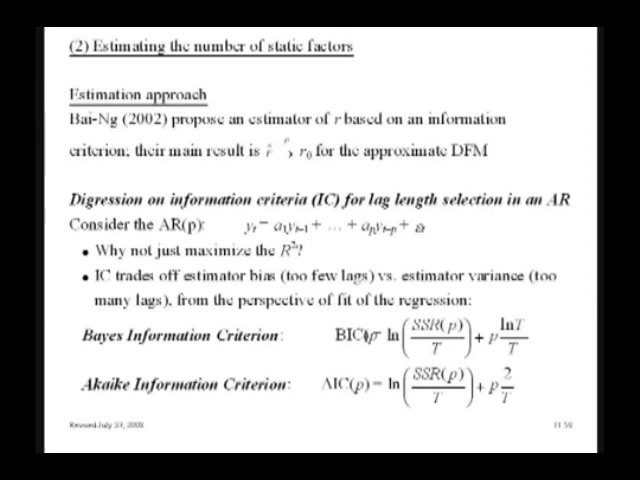 (2) Estimating the number of static factors
Estimation approach
Bai-Ng (2002) propose an estimator of r based on an information
criterion; their main result is r̂ →ᵖ r₀ for the approximate DFM
Digression on information criteria (IC) for lag length selection in an AR
Consider the AR(p): yₜ = a₁yₜ₋₁ + … + aₚyₜ₋ₚ + εₜ
• Why not just maximize the R²?
• IC trades off estimator bias (too few lags) vs. estimator variance (too
many lags), from the perspective of fit of the regression:
Bayes Information Criterion: BIC(p) = ln(SSR(p)/T) + p lnT/T
Akaike Information Criterion: AIC(p) = ln(SSR(p)/T) + p 2/T
Revised July 23, 2008 11-50